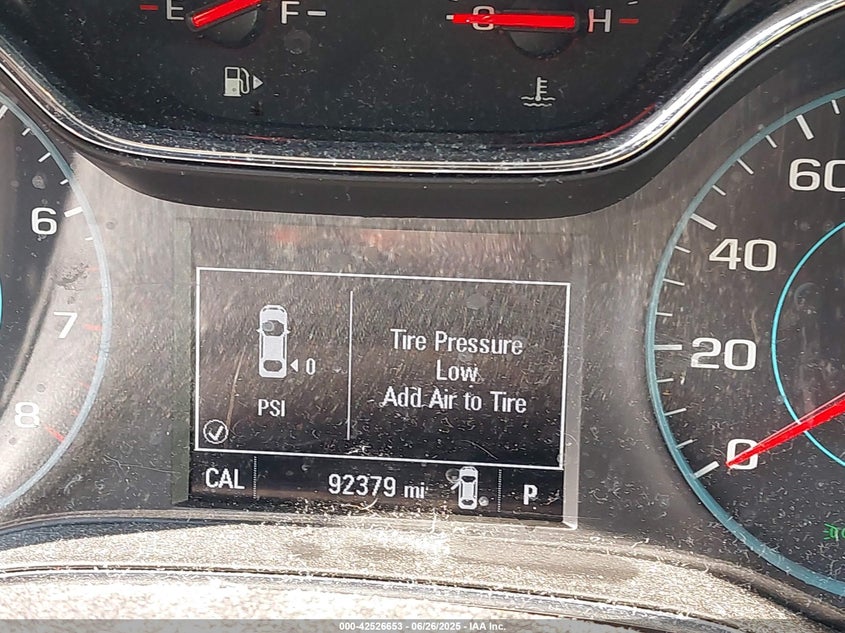 E F C H
6
7
8
60
40
20
0
0
PSI
Tire Pressure
Low
Add Air to Tire
CAL 92379 mi P
000-42526653 - 06/26/2025 - IAA Inc.